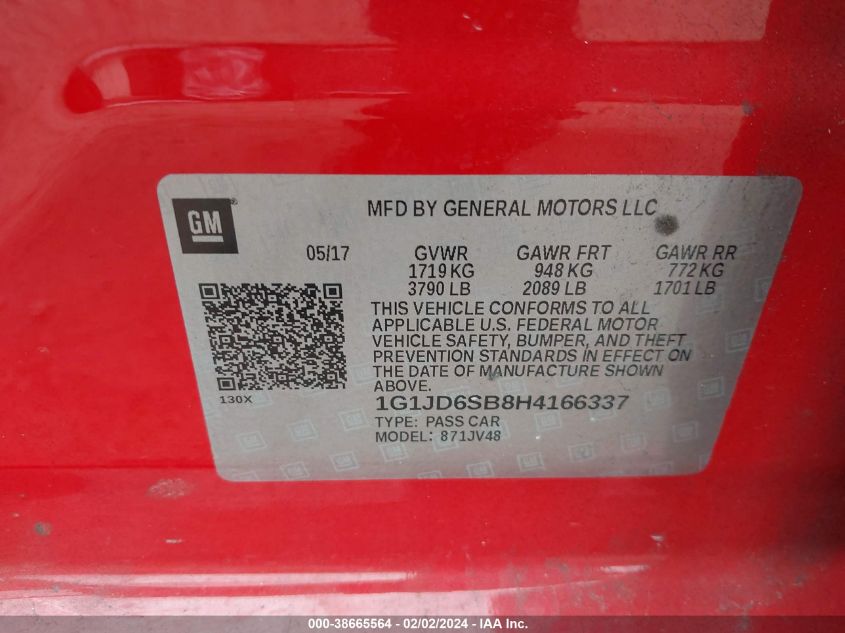 GM
MFD BY GENERAL MOTORS LLC
05/17 GVWR GAWR FRT GAWR RR
1719 KG 948 KG 772 KG
3790 LB 2089 LB 1701 LB
THIS VEHICLE CONFORMS TO ALL
APPLICABLE U.S. FEDERAL MOTOR
VEHICLE SAFETY, BUMPER, AND THEFT
PREVENTION STANDARDS IN EFFECT ON
THE DATE OF MANUFACTURE SHOWN
ABOVE.
130X
1G1JD6SB8H4166337
TYPE: PASS CAR
MODEL: 871JV48
000-38665564 - 02/02/2024 - IAA Inc.